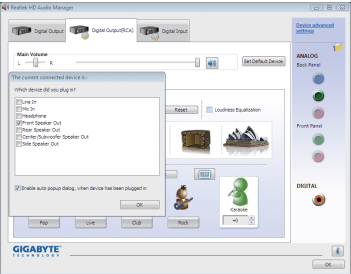 Realtek HD Audio Manager
Digital Output
Digital Output(RCA)
Digital Input
Device advanced settings
Main Volume
L
R
Set Default Device
ANALOG
Back Panel
The current connected device is:
Which device did you plug in?
Line In
Mic In
Headphone
Front Speaker Out
Rear Speaker Out
Center/Subwoofer Speaker Out
Side Speaker Out
Reset
Loudness Equalization
Front Panel
Enable auto popup dialog, when device has been plugged in
OK
DIGITAL
Karaoke
+0
Pop
Live
Club
Rock
GIGABYTE
TECHNOLOGY
i
OK